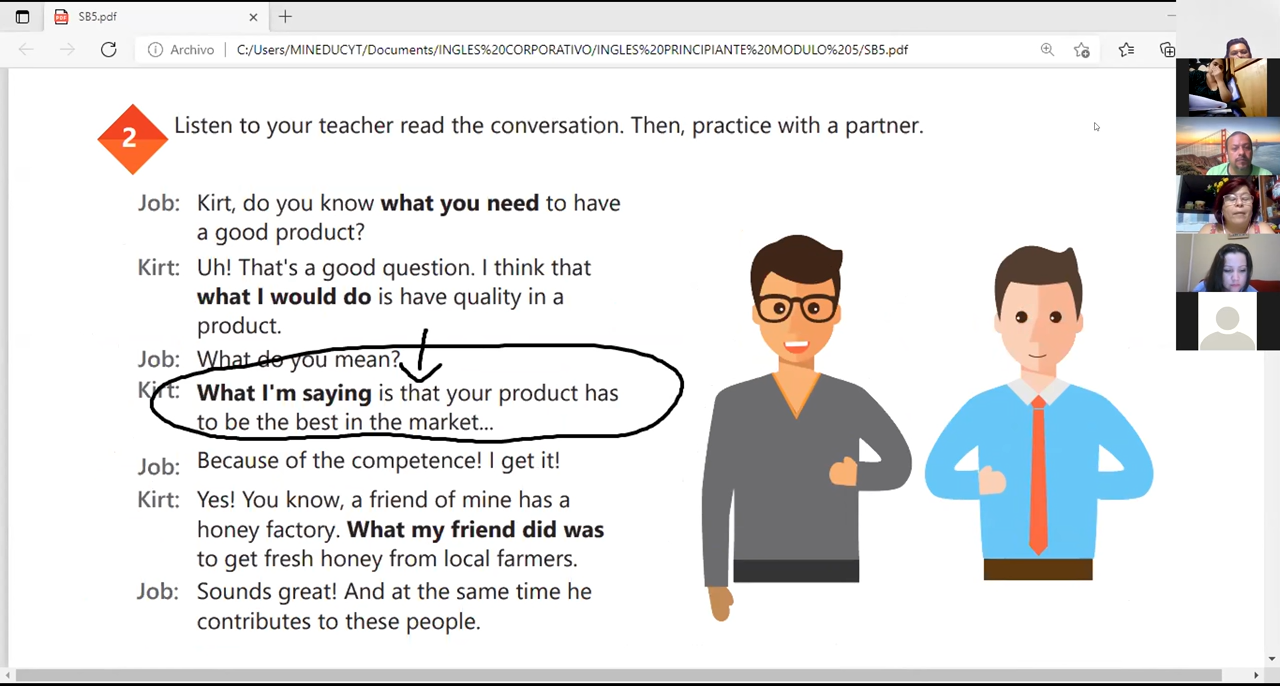 SB5.pdf
Archivo C:/Users/MINEDUCYT/Documents/INGLES%20CORPORATIVO/INGLES%20PRINCIPIANTE%20MODULO%205/SB5.pdf
2 Listen to your teacher read the conversation. Then, practice with a partner.
Job: Kirt, do you know what you need to have
a good product?
Kirt: Uh! That's a good question. I think that
what I would do is have quality in a
product.
Job: What do you mean?
Kirt: What I'm saying is that your product has
to be the best in the market...
Job: Because of the competence! I get it!
Kirt: Yes! You know, a friend of mine has a
honey factory. What my friend did was
to get fresh honey from local farmers.
Job: Sounds great! And at the same time he
contributes to these people.